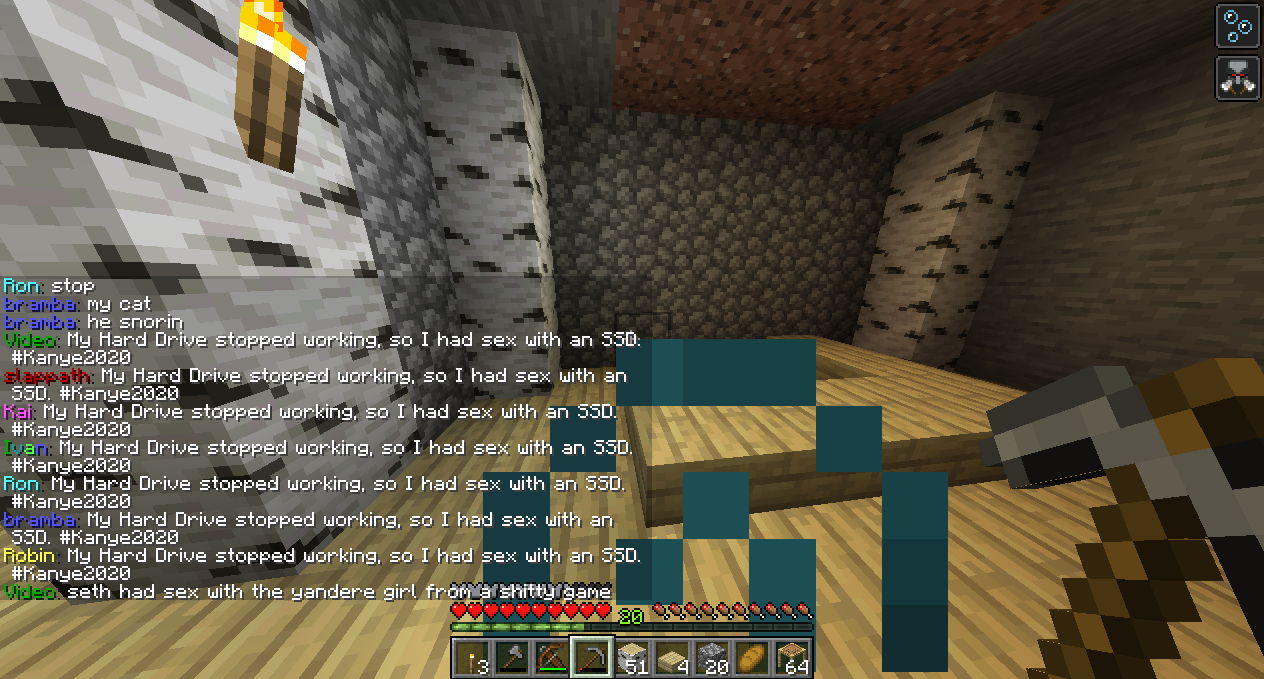 Ron: stop
bramba: my cat
bramba: he snorin
Video: My Hard Drive stopped working, so I had sex with an SSD.
#Kanye2020
slappath: My Hard Drive stopped working, so I had sex with an
SSD. #Kanye2020
Kai: My Hard Drive stopped working, so I had sex with an SSD.
#Kanye2020
Ivan: My Hard Drive stopped working, so I had sex with an SSD.
#Kanye2020
Ron: My Hard Drive stopped working, so I had sex with an SSD.
#Kanye2020
bramba: My Hard Drive stopped working, so I had sex with an
SSD. #Kanye2020
Robin: My Hard Drive stopped working, so I had sex with an SSD.
#Kanye2020
Video: seth had sex with the yandere girl from a shitty game
20
3 51 4 20 64